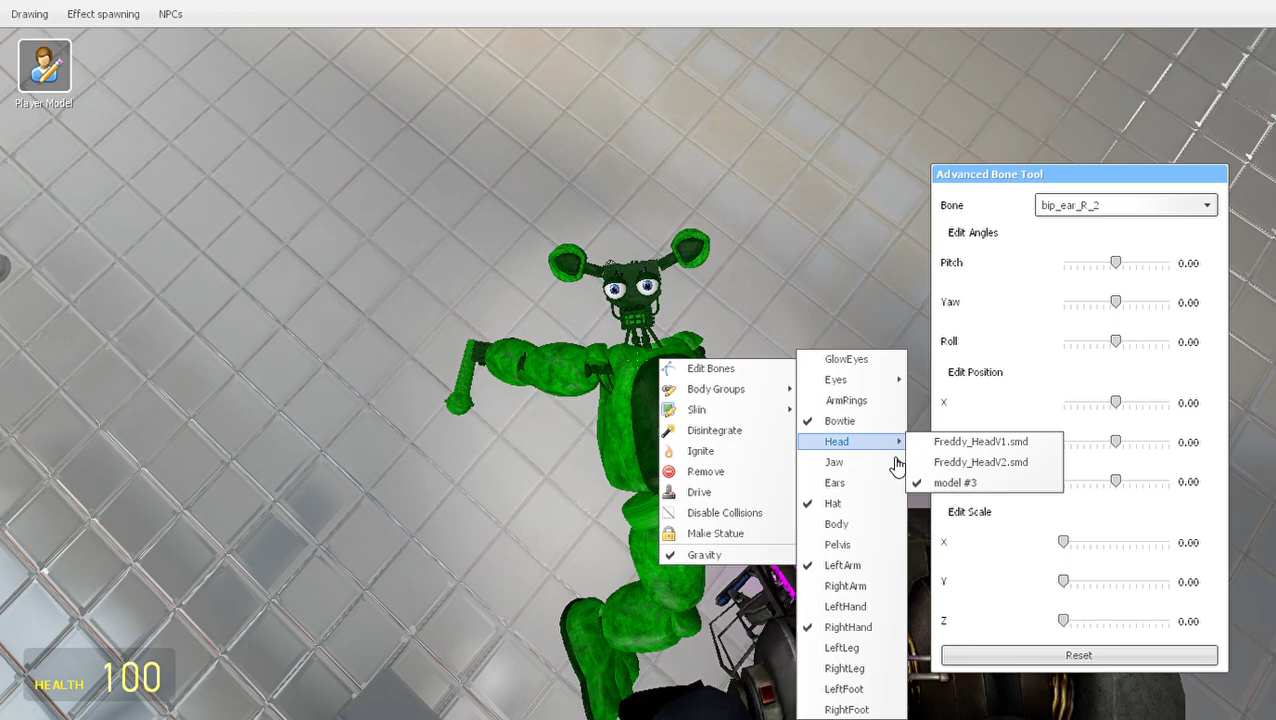 Drawing
Effect spawning
NPCs
Player Model
Advanced Bone Tool
Bone
bip_ear_R_2
Edit Angles
Pitch
0.00
Yaw
0.00
Roll
0.00
Edit Position
X
0.00
0.00
0.00
Edit Scale
X
0.00
Y
0.00
Z
0.00
Reset
Edit Bones
Body Groups
Skin
Disintegrate
Ignite
Remove
Drive
Disable Collisions
Make Statue
Gravity
GlowEyes
Eyes
ArmRings
Bowtie
Head
Jaw
Ears
Hat
Body
Pelvis
LeftArm
RightArm
LeftHand
RightHand
LeftLeg
RightLeg
LeftFoot
RightFoot
Freddy_HeadV1.smd
Freddy_HeadV2.smd
model #3
HEALTH 100